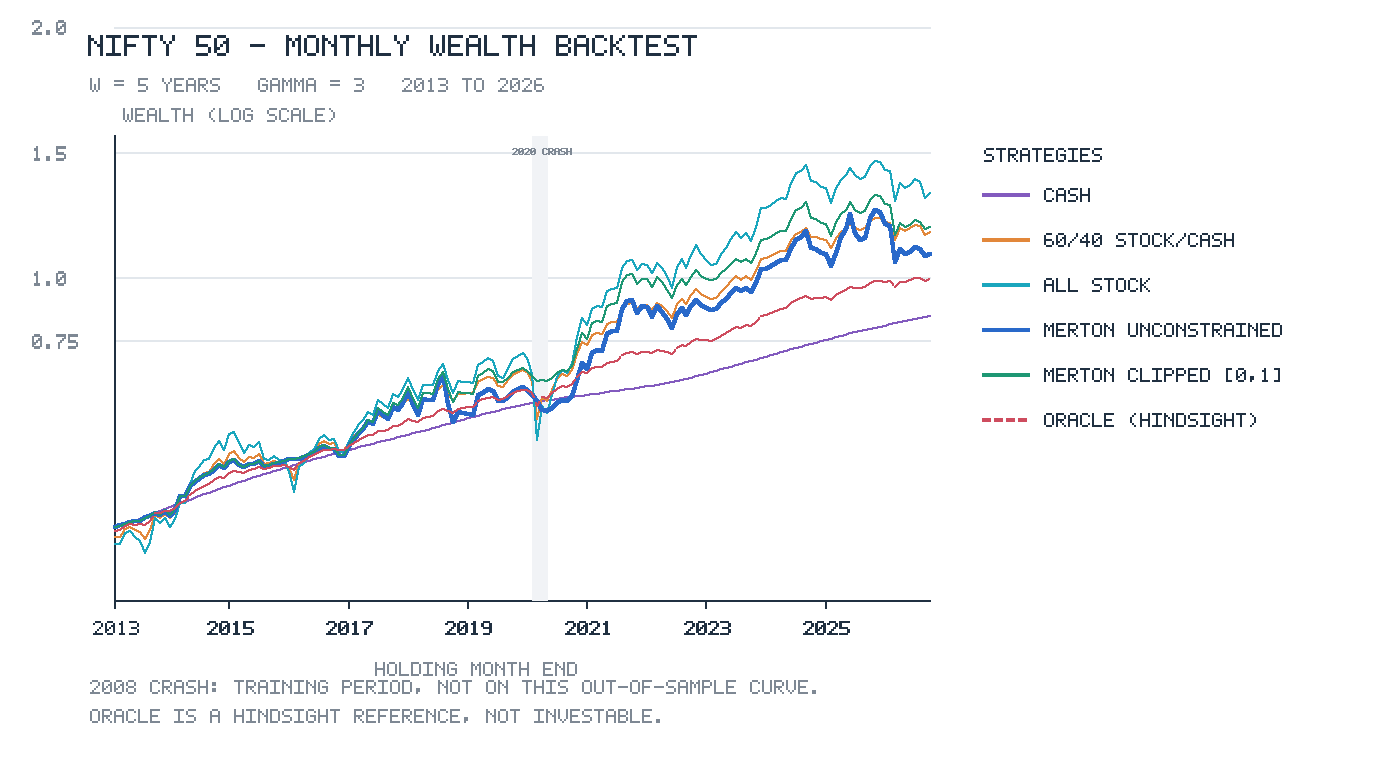 2.0
NIFTY 50 - MONTHLY WEALTH BACKTEST
W = 5 YEARS GAMMA = 3 2013 TO 2026
WEALTH (LOG SCALE)
1.5
2020 CRASH
1.0
0.75
STRATEGIES
CASH
60/40 STOCK/CASH
ALL STOCK
MERTON UNCONSTRAINED
MERTON CLIPPED [0,1]
ORACLE (HINDSIGHT)
2013 2015 2017 2019 2021 2023 2025
HOLDING MONTH END
2008 CRASH: TRAINING PERIOD, NOT ON THIS OUT-OF-SAMPLE CURVE.
ORACLE IS A HINDSIGHT REFERENCE, NOT INVESTABLE.